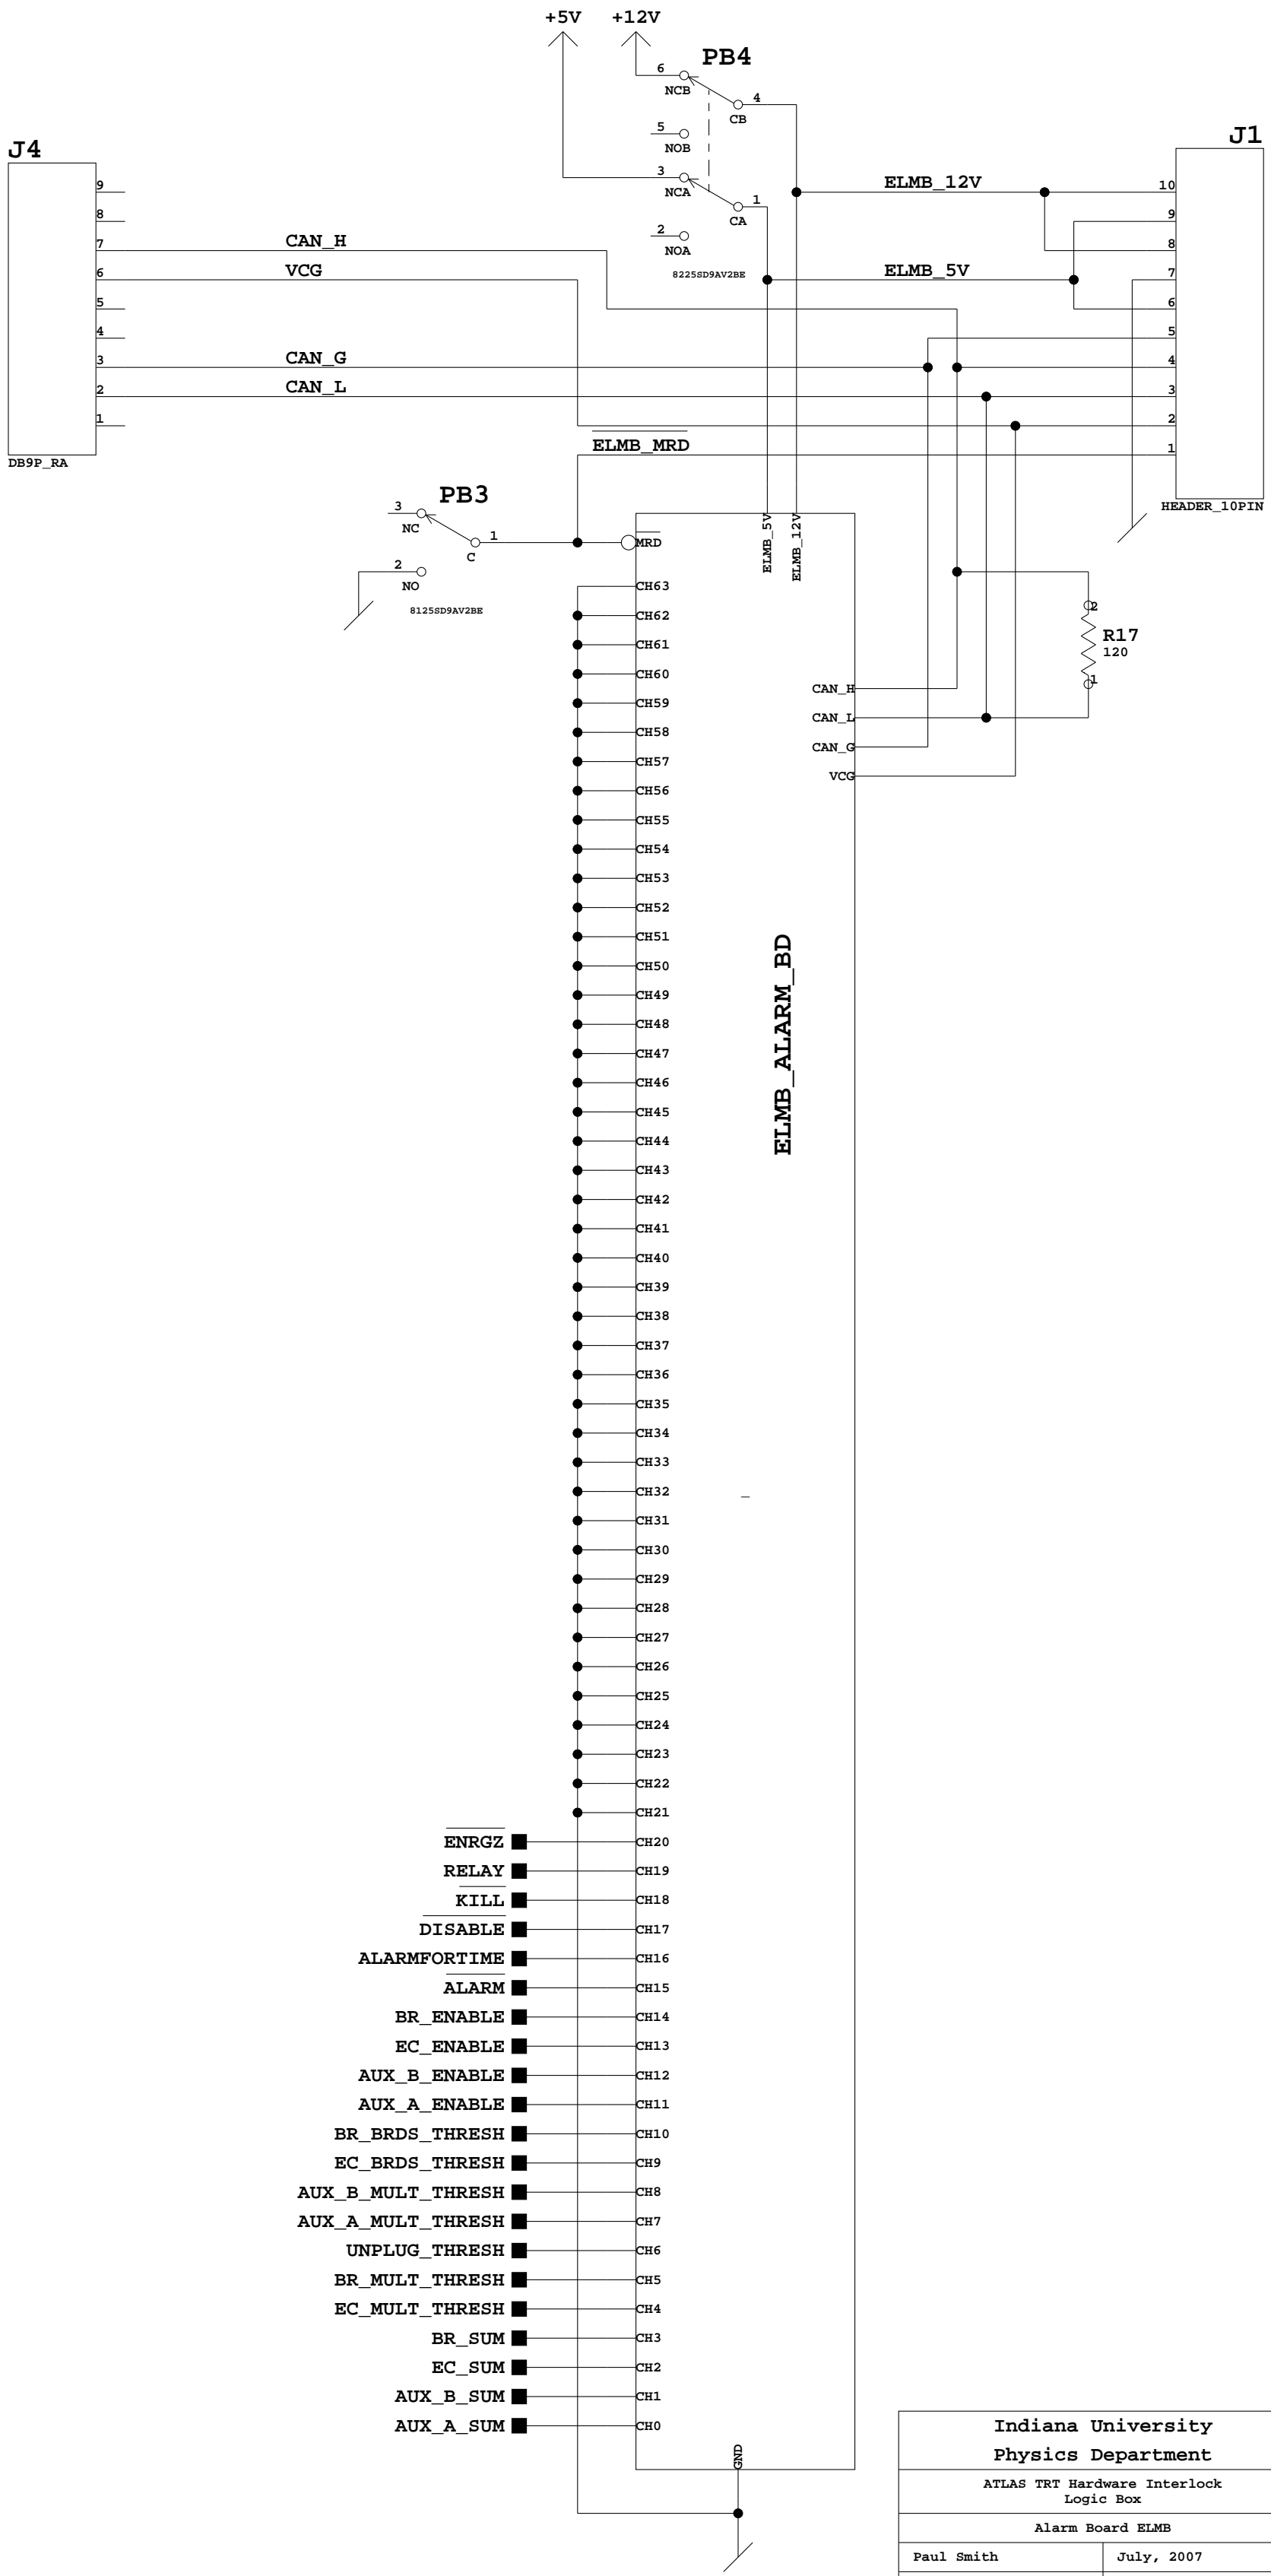 +5V
+12V
PB4
6
NCB
4
CB
5
NOB
3
NCA
1
CA
2
NOA
8225SD9AV2BE
J4
9
8
7
6
5
4
3
2
1
DB9P_RA
CAN_H
VCG
CAN_G
CAN_L
ELMB_12V
ELMB_5V
ELMB_MRD
J1
10
9
8
7
6
5
4
3
2
1
HEADER_10PIN
PB3
3
NC
1
C
2
NO
8125SD9AV2BE
MRD
ELMB_5V
ELMB_12V
2
R17
120
1
CAN_H
CAN_L
CAN_G
VCG
ELMB_ALARM_BD
_
CH63
CH62
CH61
CH60
CH59
CH58
CH57
CH56
CH55
CH54
CH53
CH52
CH51
CH50
CH49
CH48
CH47
CH46
CH45
CH44
CH43
CH42
CH41
CH40
CH39
CH38
CH37
CH36
CH35
CH34
CH33
CH32
CH31
CH30
CH29
CH28
CH27
CH26
CH25
CH24
CH23
CH22
CH21
ENRGZ CH20
RELAY CH19
KILL CH18
DISABLE CH17
ALARMFORTIME CH16
ALARM CH15
BR_ENABLE CH14
EC_ENABLE CH13
AUX_B_ENABLE CH12
AUX_A_ENABLE CH11
BR_BRDS_THRESH CH10
EC_BRDS_THRESH CH9
AUX_B_MULT_THRESH CH8
AUX_A_MULT_THRESH CH7
UNPLUG_THRESH CH6
BR_MULT_THRESH CH5
EC_MULT_THRESH CH4
BR_SUM CH3
EC_SUM CH2
AUX_B_SUM CH1
AUX_A_SUM CH0
GND
Indiana University
Physics Department
ATLAS TRT Hardware Interlock
Logic Box
Alarm Board ELMB
Paul Smith
July, 2007